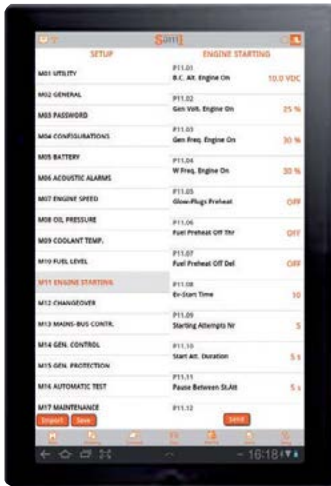 Sam1
SETUP
ENGINE STARTING
M01 UTILITY
M02 GENERAL
M03 PASSWORD
M04 CONFIGURATIONS
M05 BATTERY
M06 ACOUSTIC ALARMS
M07 ENGINE SPEED
M08 OIL PRESSURE
M09 COOLANT TEMP.
M10 FUEL LEVEL
M11 ENGINE STARTING
M12 CHANGEOVER
M13 MAINS-BUS CONTR.
M14 GEN. CONTROL
M15 GEN. PROTECTION
M16 AUTOMATIC TEST
M17 MAINTENANCE
Import Save
P11.01
B.C. Alt. Engine On 10.0 VDC
P11.02
Gen Volt. Engine On 25 %
P11.03
Gen Freq. Engine On 30 %
P11.04
W Freq. Engine On 30 %
P11.05
Glow-Plugs Preheat OFF
P11.06
Fuel Preheat Off Thr OFF
P11.07
Fuel Preheat Off Del OFF
P11.08
Ev-Start Time 10
P11.09
Starting Attempts Nr 5
P11.10
Start Att. Duration 5 s
P11.11
Pause Between St.Att 5 s
P11.12
Send
16:18